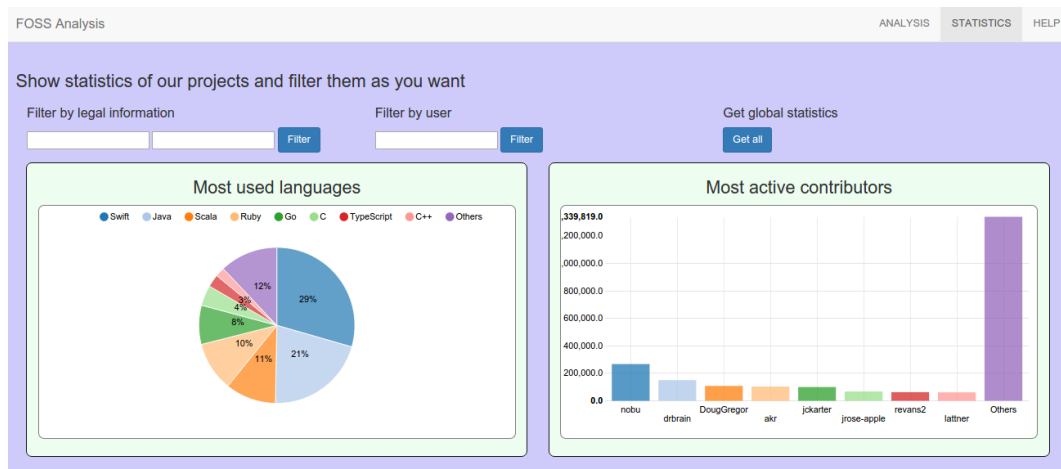 FOSS Analysis
ANALYSIS STATISTICS HELP
Show statistics of our projects and filter them as you want
Filter by legal information
Filter by user
Get global statistics
Filter
Filter
Get all
Most used languages
Swift Java Scala Ruby Go C TypeScript C++ Others
29%
21%
11%
10%
8%
4%
3%
12%
Most active contributors
,339,819.0
,200,000.0
,000,000.0
800,000.0
600,000.0
400,000.0
200,000.0
0.0
nobu
drbrain
DougGregor
akr
jckarter
jrose-apple
revans2
lattner
Others